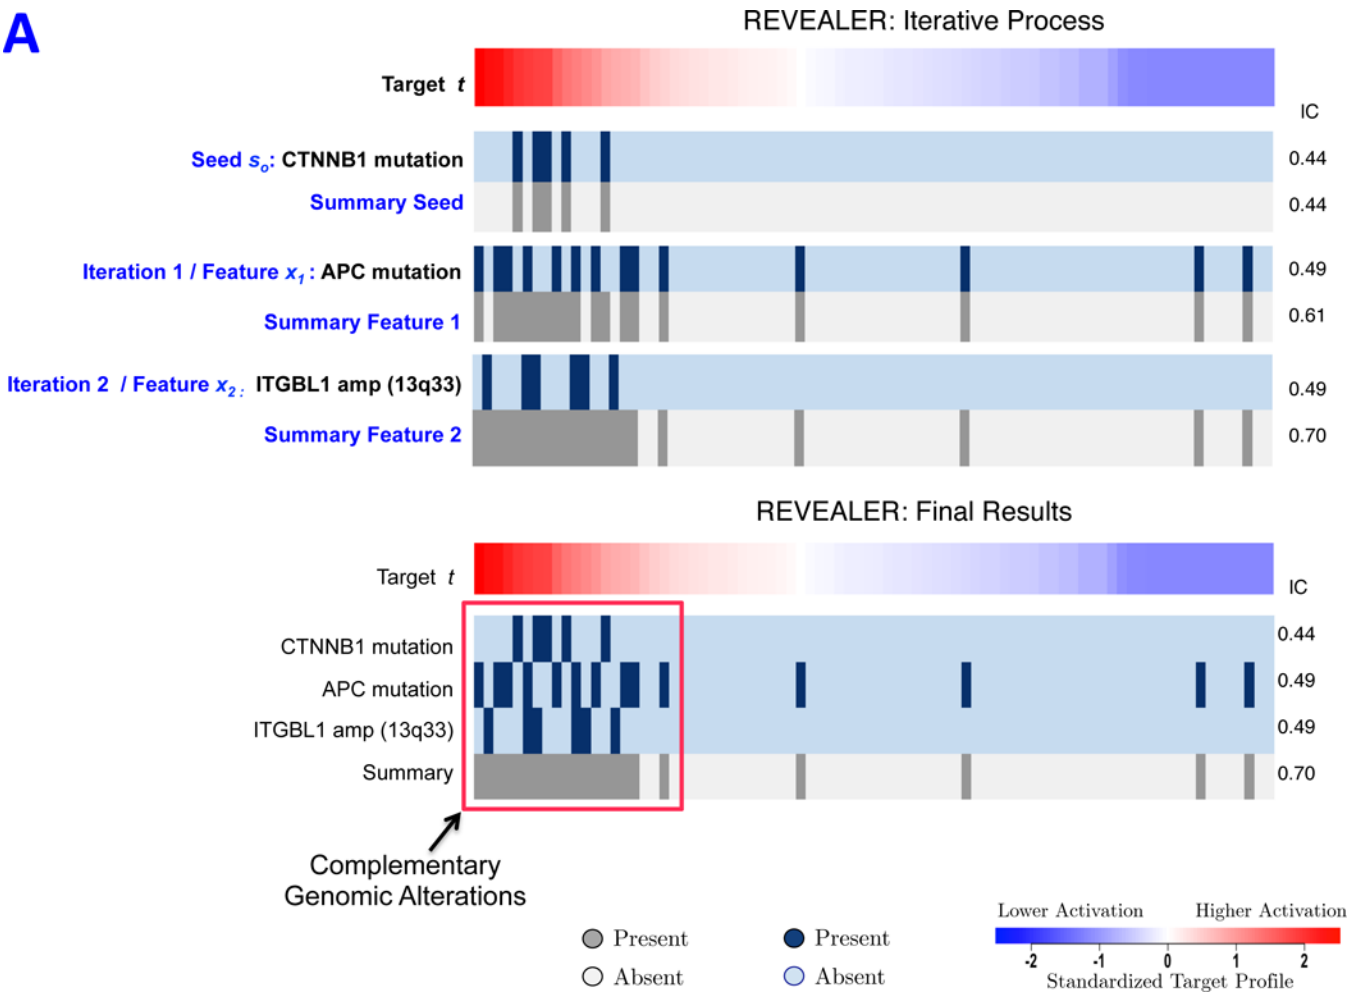 A
REVEALER: Iterative Process
Target t
IC
Seed so: CTNNB1 mutation
0.44
Summary Seed
0.44
Iteration 1 / Feature x1 : APC mutation
0.49
Summary Feature 1
0.61
Iteration 2 / Feature x2 : ITGBL1 amp (13q33)
0.49
Summary Feature 2
0.70
REVEALER: Final Results
Target t
IC
CTNNB1 mutation
0.44
APC mutation
0.49
ITGBL1 amp (13q33)
0.49
Summary
0.70
Complementary
Genomic Alterations
Present
Present
Absent
Absent
Lower Activation
Higher Activation
-2 -1 0 1 2
Standardized Target Profile